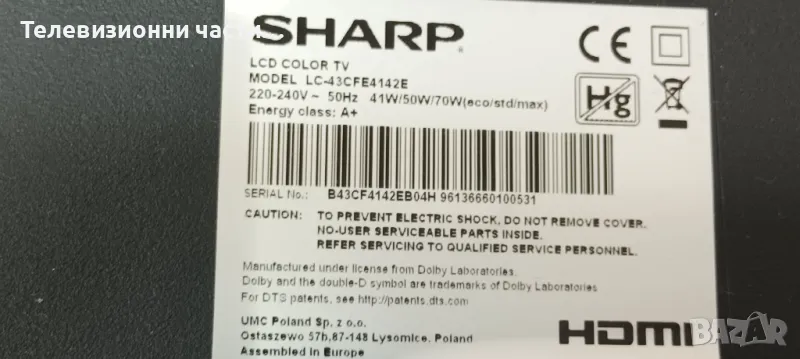 Телевизионни части
SHARP
LCD COLOR TV
MODEL LC-43CFE4142E
220-240V ~ 50Hz 41W/50W/70W(eco/std/max)
Energy class: A+
CE
Hg
SERIAL No.: B43CF4142EB04H 96136660100531
CAUTION: TO PREVENT ELECTRIC SHOCK, DO NOT REMOVE COVER.
NO-USER SERVICEABLE PARTS INSIDE.
REFER SERVICING TO QUALIFIED SERVICE PERSONNEL.
Manufactured under license from Dolby Laboratories.
Dolby and the double-D symbol are trademarks of Dolby Laboratories.
For DTS patents, see http://patents.dts.com
UMC Poland Sp. z o.o.
Ostaszewo 57b,87-148 Lysomice, Poland
Assembled in Europe
HDMI
BAZAR